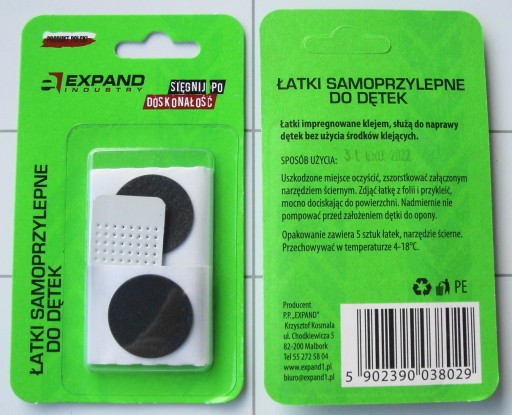 PRODUKT POLSKI
EXPAND
INDUSTRY
SIĘGNIJ PO
DOSKONAŁOŚĆ
ŁATKI SAMOPRZYLEPNE
DO DĘTEK
ŁATKI SAMOPRZYLEPNE
DO DĘTEK
Łatki impregnowane klejem, służą do naprawy
dętek bez użycia środków klejących.
SPOSÓB UŻYCIA:
Uszkodzone miejsce oczyścić, zszorstkować załączonym
narzędziem ściernym. Zdjąć łatkę z folii i przykleić,
mocno dociskając do powierzchni. Nadmiernie nie
pompować przed założeniem dętki do opony.
Opakowanie zawiera 5 sztuk łatek, narzędzie ścierne.
Przechowywać w temperaturze 4-18°C.
PE
Producent
P.P. „EXPAND"
Krzysztof Kosmala
ul. Chodkiewicza 5
82-200 Malbork
Tel 55 272 58 04
www.expand1.pl
biuro@expand1.pl
5 902390 038029